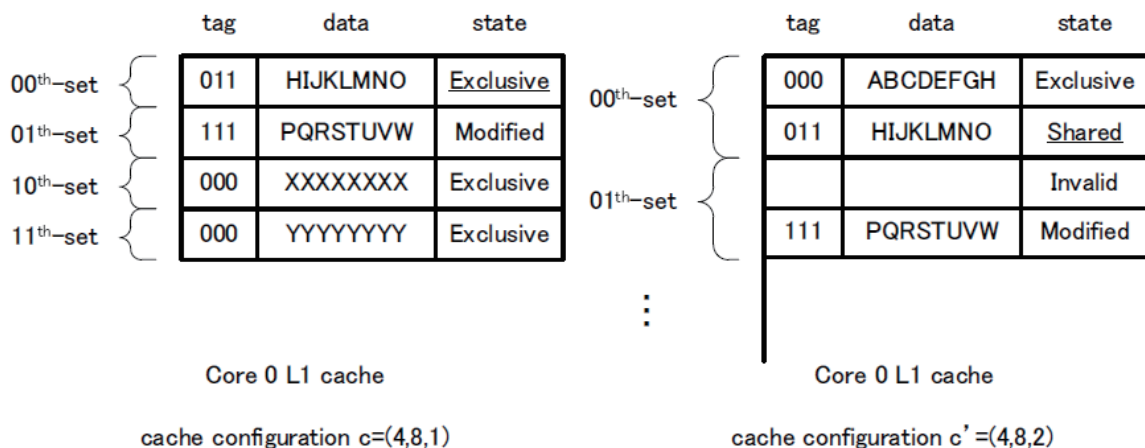 tag data state
00th-set 011 HIJKLMNO Exclusive
01th-set 111 PQRSTUVW Modified
10th-set 000 XXXXXXXX Exclusive
11th-set 000 YYYYYYYY Exclusive
Core 0 L1 cache
cache configuration c=(4,8,1)
tag data state
00th-set
000 ABCDEFGH Exclusive
011 HIJKLMNO Shared
01th-set
Invalid
111 PQRSTUVW Modified
⋮
Core 0 L1 cache
cache configuration c’=(4,8,2)